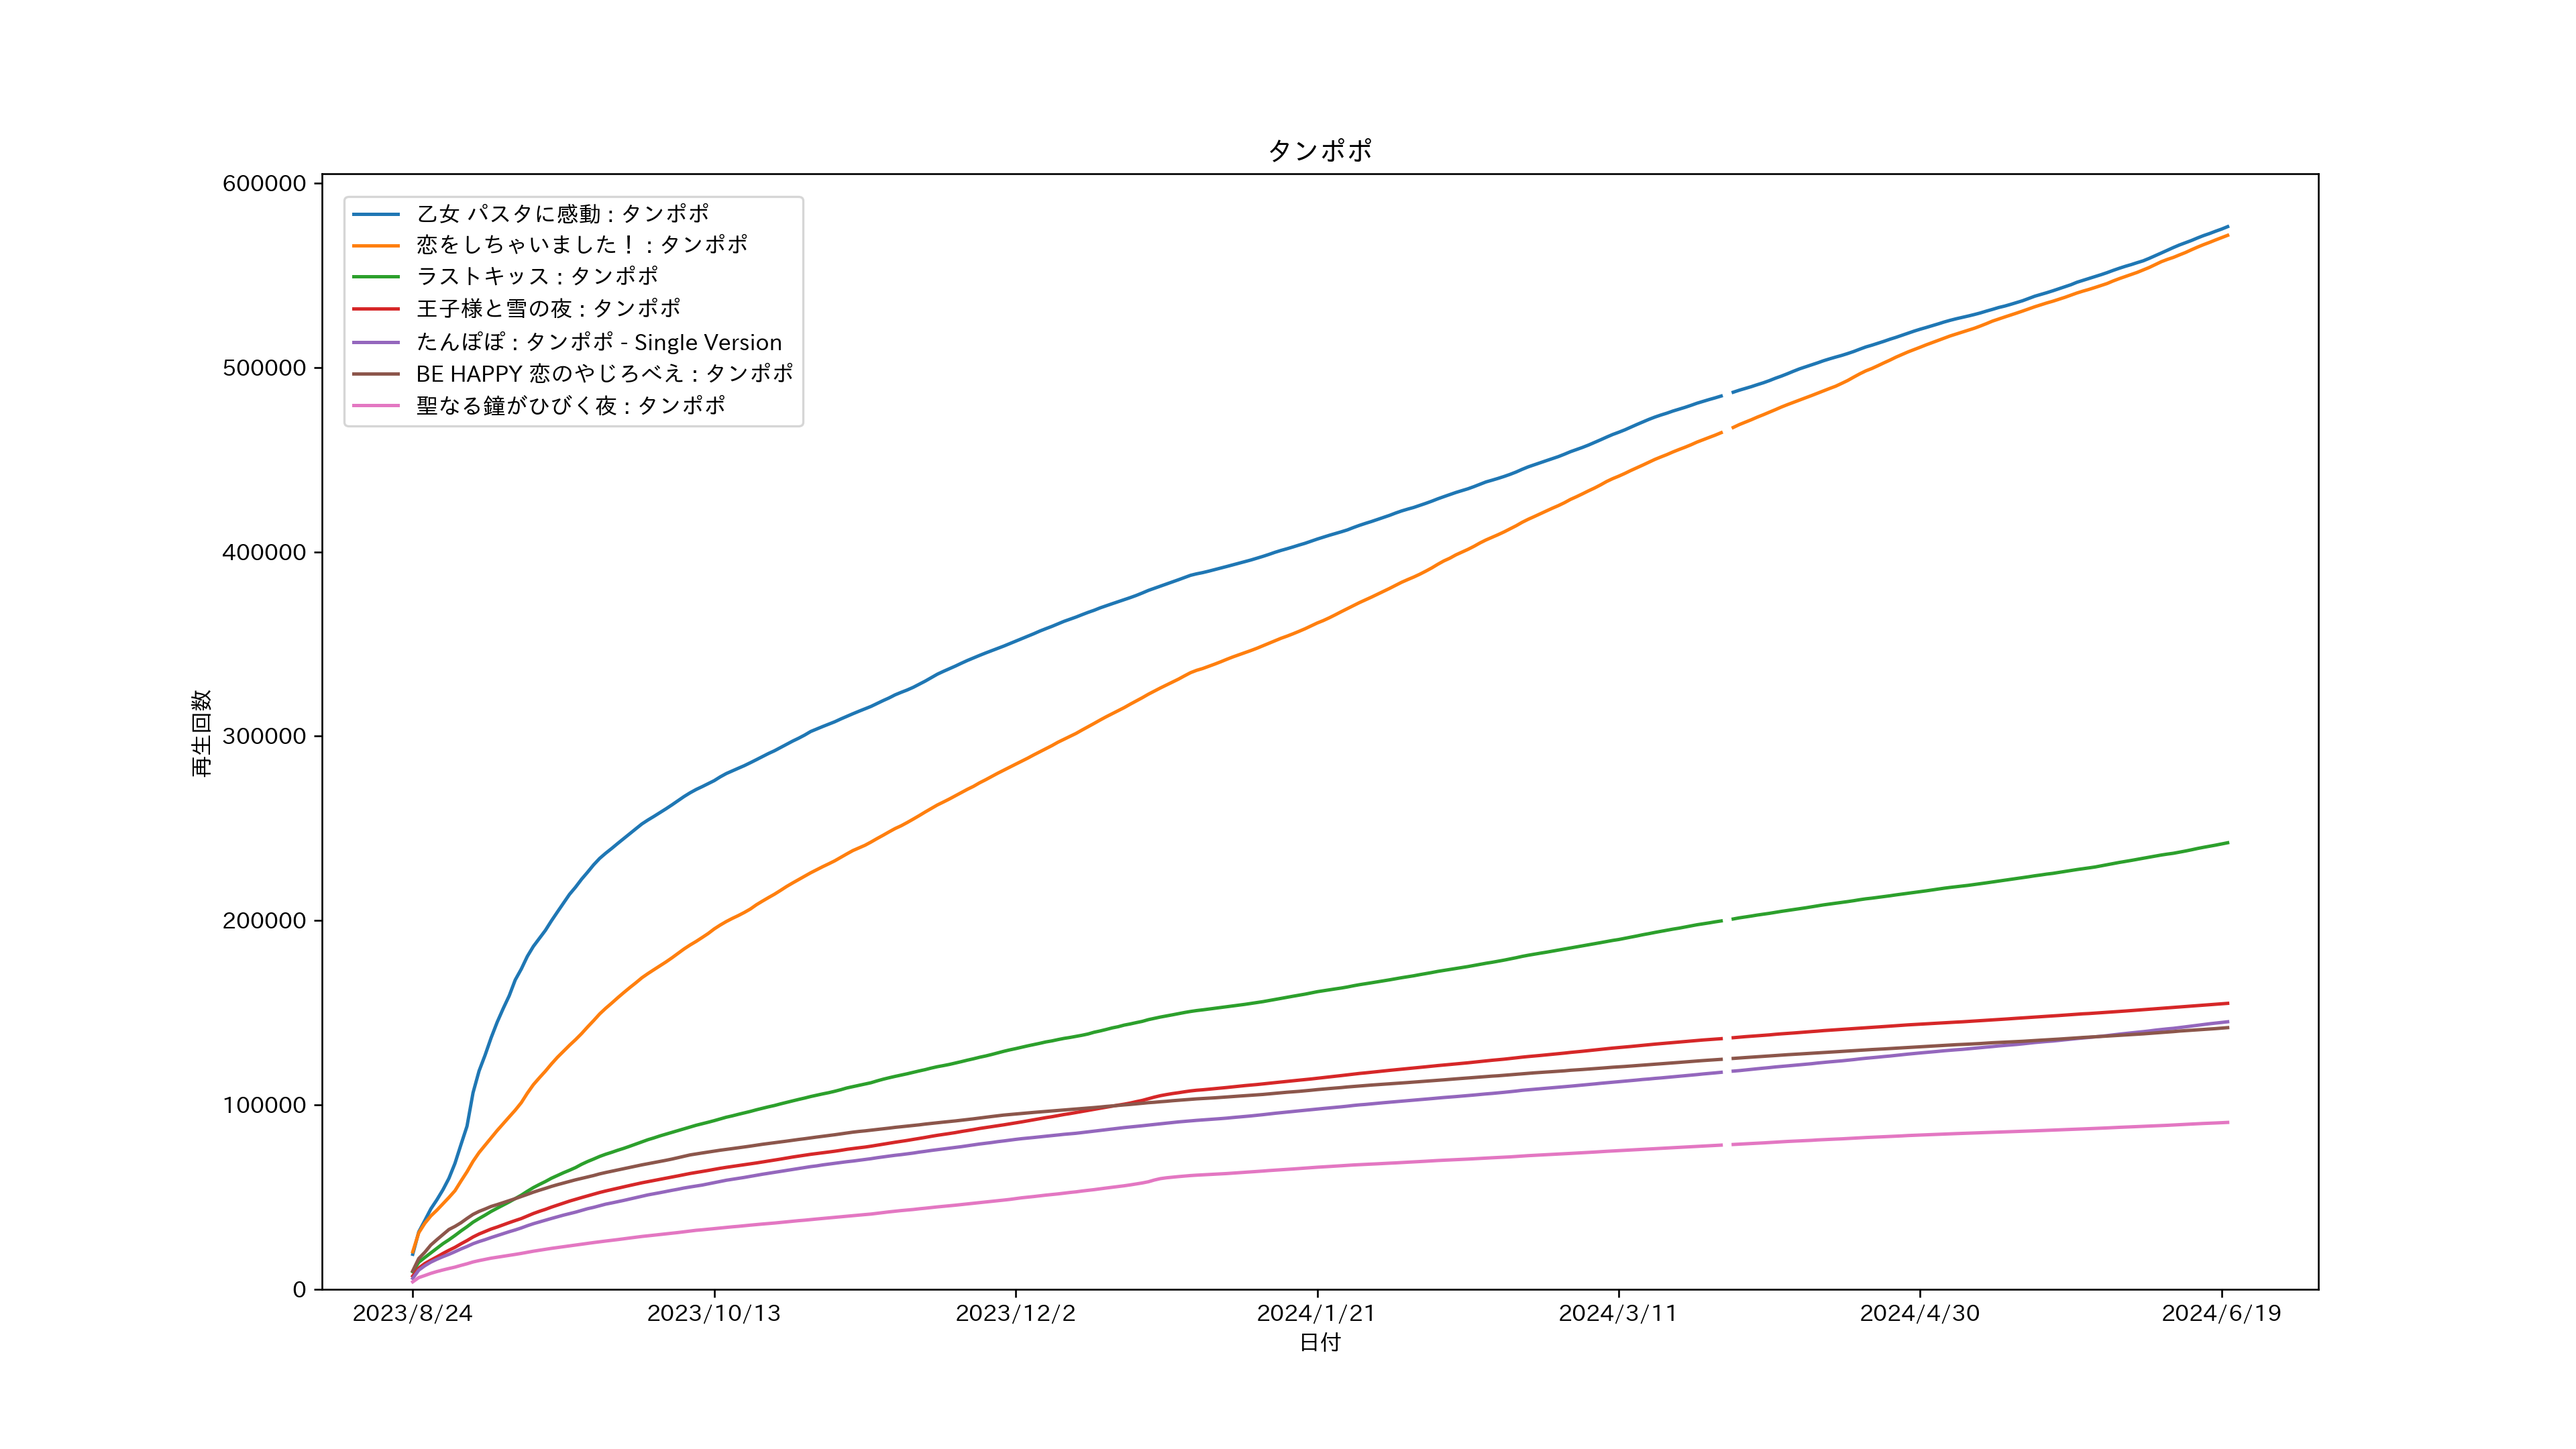 タンポポ
600000
500000
400000
300000
200000
100000
0
再生回数
乙女 パスタに感動 : タンポポ
恋をしちゃいました！ : タンポポ
ラストキッス : タンポポ
王子様と雪の夜 : タンポポ
たんぽぽ : タンポポ - Single Version
BE HAPPY 恋のやじろべえ : タンポポ
聖なる鐘がひびく夜 : タンポポ
2023/8/24
2023/10/13
2023/12/2
2024/1/21
2024/3/11
2024/4/30
2024/6/19
日付